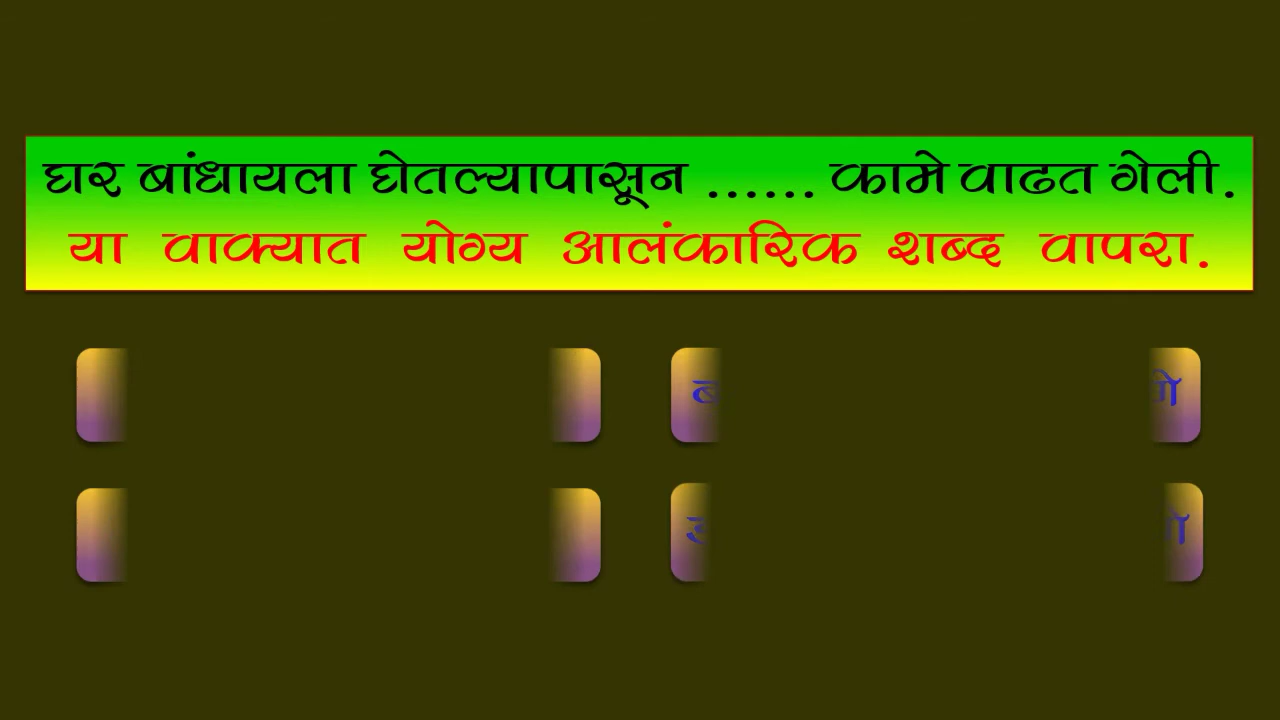 घर बांधायला घेतल्यापासून ...... कामे वाढत गेली.
या वाक्यात योग्य आलंकारिक शब्द वापरा.